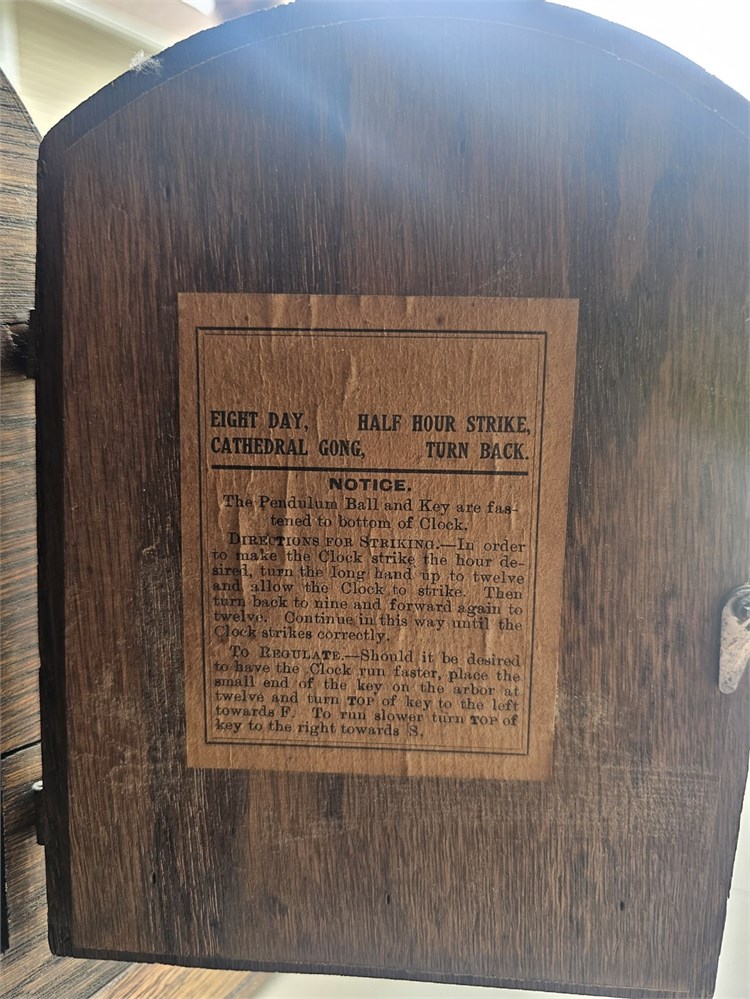 EIGHT DAY, HALF HOUR STRIKE,
CATHEDRAL GONG, TURN BACK.
NOTICE.
The Pendulum Ball and Key are fas-
tened to bottom of Clock.
DIRECTIONS FOR STRIKING.—In order
to make the Clock strike the hour de-
sired, turn the long hand up to twelve
and allow the Clock to strike. Then
turn back to nine and forward again to
twelve. Continue in this way until the
Clock strikes correctly.
TO REGULATE.—Should it be desired
to have the Clock run faster, place the
small end of the key on the arbor at
twelve and turn TOP of key to the left
towards F. To run slower turn TOP of
key to the right towards S.